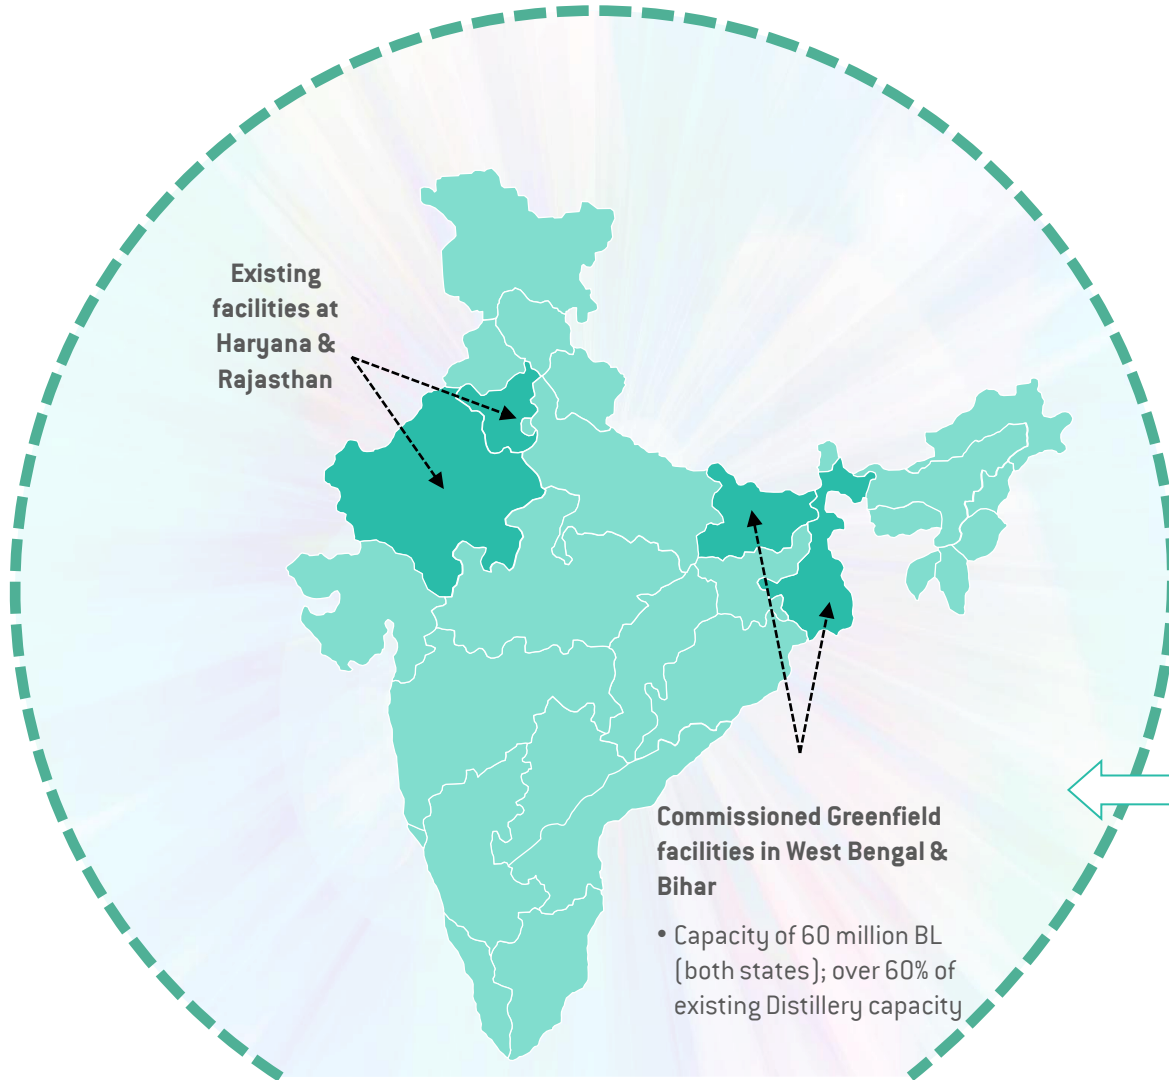 Existing
facilities at
Haryana &
Rajasthan
Commissioned Greenfield
facilities in West Bengal &
Bihar
• Capacity of 60 million BL
(both states); over 60% of
existing Distillery capacity